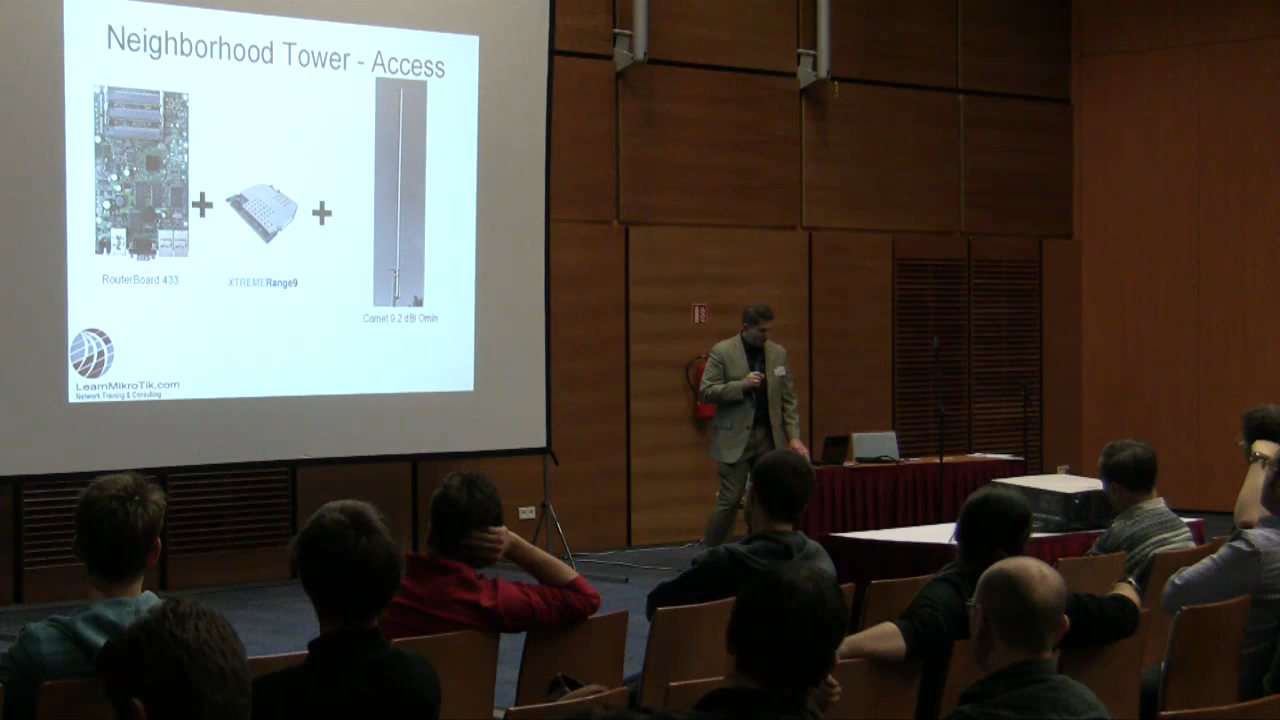 Neighborhood Tower - Access
+
+
RouterBoard 433
XTREMERange9
Comet 9.2 dBi Omin
LearnMikroTik.com
Network Training & Consulting